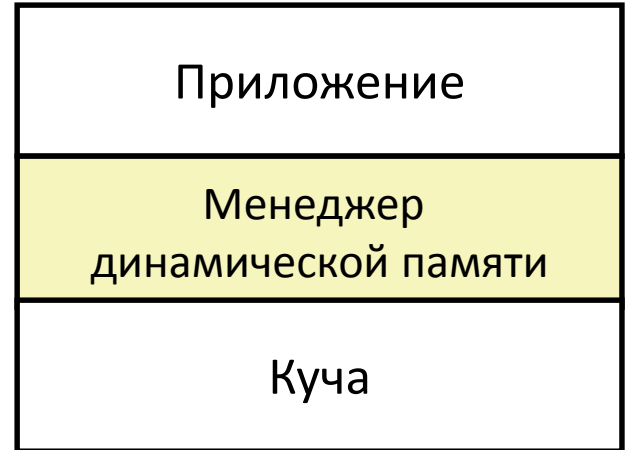 Приложение
Менеджер
динамической памяти
Куча